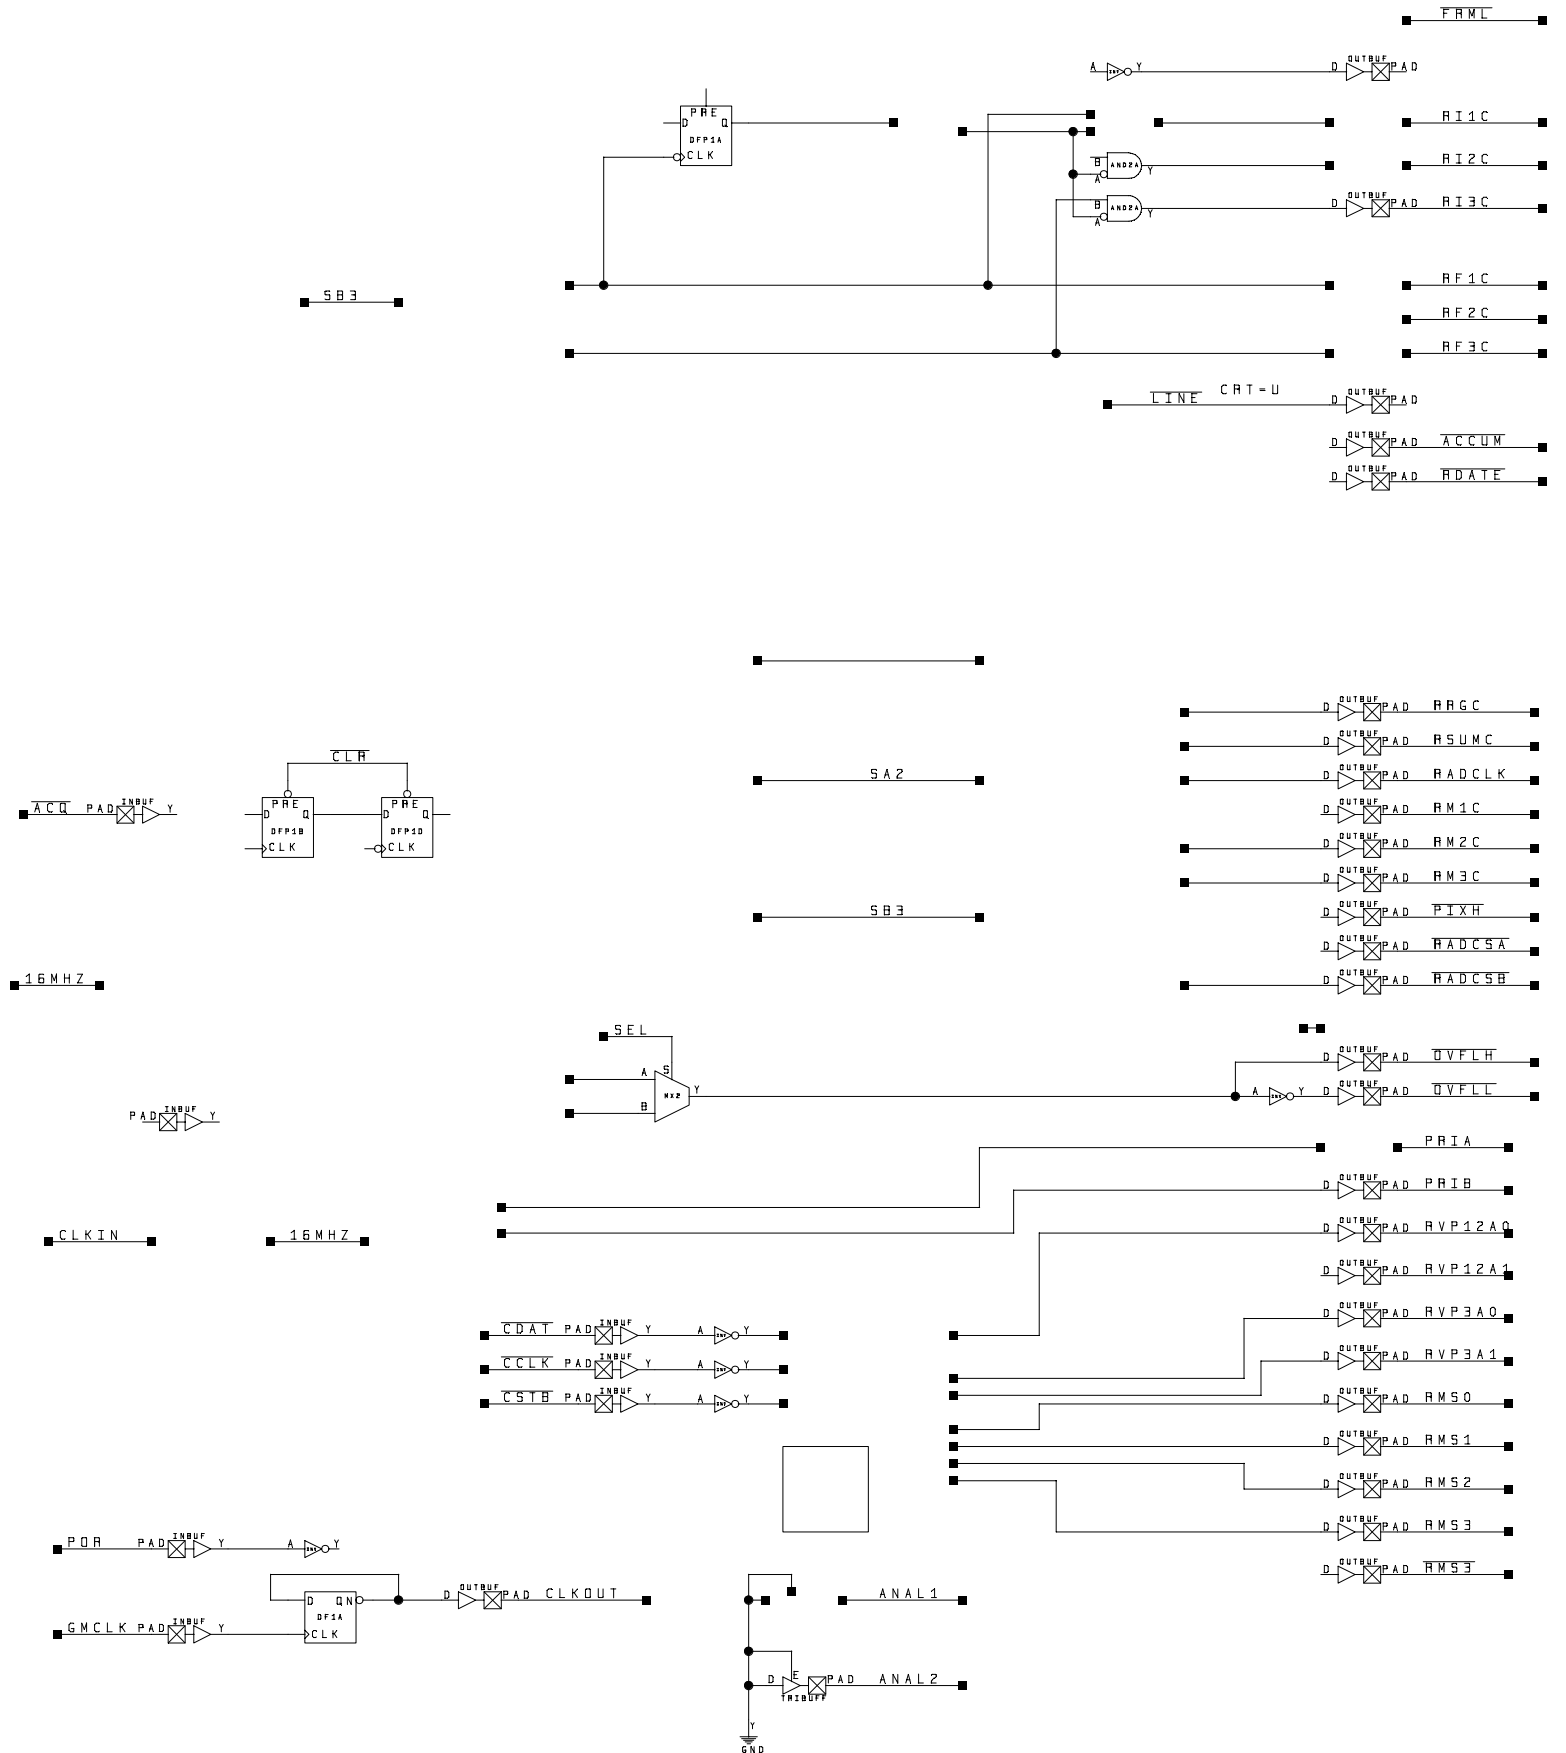 FRML
A Y D OUTBUF PAD
PRE
D Q
DFP1A
CLK
RI1C
B AND2A Y
A
RI2C
B AND2A Y
A
D OUTBUF PAD RI3C
RF1C
SB3
RF2C
RF3C
LINE CRT=U D OUTBUF PAD
D OUTBUF PAD ACCUM
D OUTBUF PAD RDATE
D OUTBUF PAD RRGC
D OUTBUF PAD RSUMC
CLR
SA2
D OUTBUF PAD RADCLK
ACQ PAD INBUF Y
PRE
D Q
DFP1B
CLK
PRE
D Q
DFP1D
CLK
D OUTBUF PAD RM1C
D OUTBUF PAD RM2C
D OUTBUF PAD RM3C
SB3
D OUTBUF PAD PIXH
D OUTBUF PAD RADCSA
16MHZ
D OUTBUF PAD RADCSB
SEL
S
A
MX2 Y
B
D OUTBUF PAD OVFLH
A INV Y D OUTBUF PAD OVFLL
PAD INBUF Y
PRIA
D OUTBUF PAD PRIB
CLKIN
16MHZ
D OUTBUF PAD RVP12A0
D OUTBUF PAD RVP12A1
D OUTBUF PAD RVP3A0
CDAT PAD INBUF Y A INV Y
CCLK PAD INBUF Y A INV Y
CSTB PAD INBUF Y A INV Y
D OUTBUF PAD RVP3A1
D OUTBUF PAD RMS0
D OUTBUF PAD RMS1
D OUTBUF PAD RMS2
D OUTBUF PAD RMS3
D OUTBUF PAD RMS3
POR PAD INBUF Y A INV Y
D QN
DF1A
CLK
D OUTBUF PAD CLKOUT
GMCLK PAD INBUF Y
ANAL1
D E PAD ANAL2
TRIBUFF
Y
GND